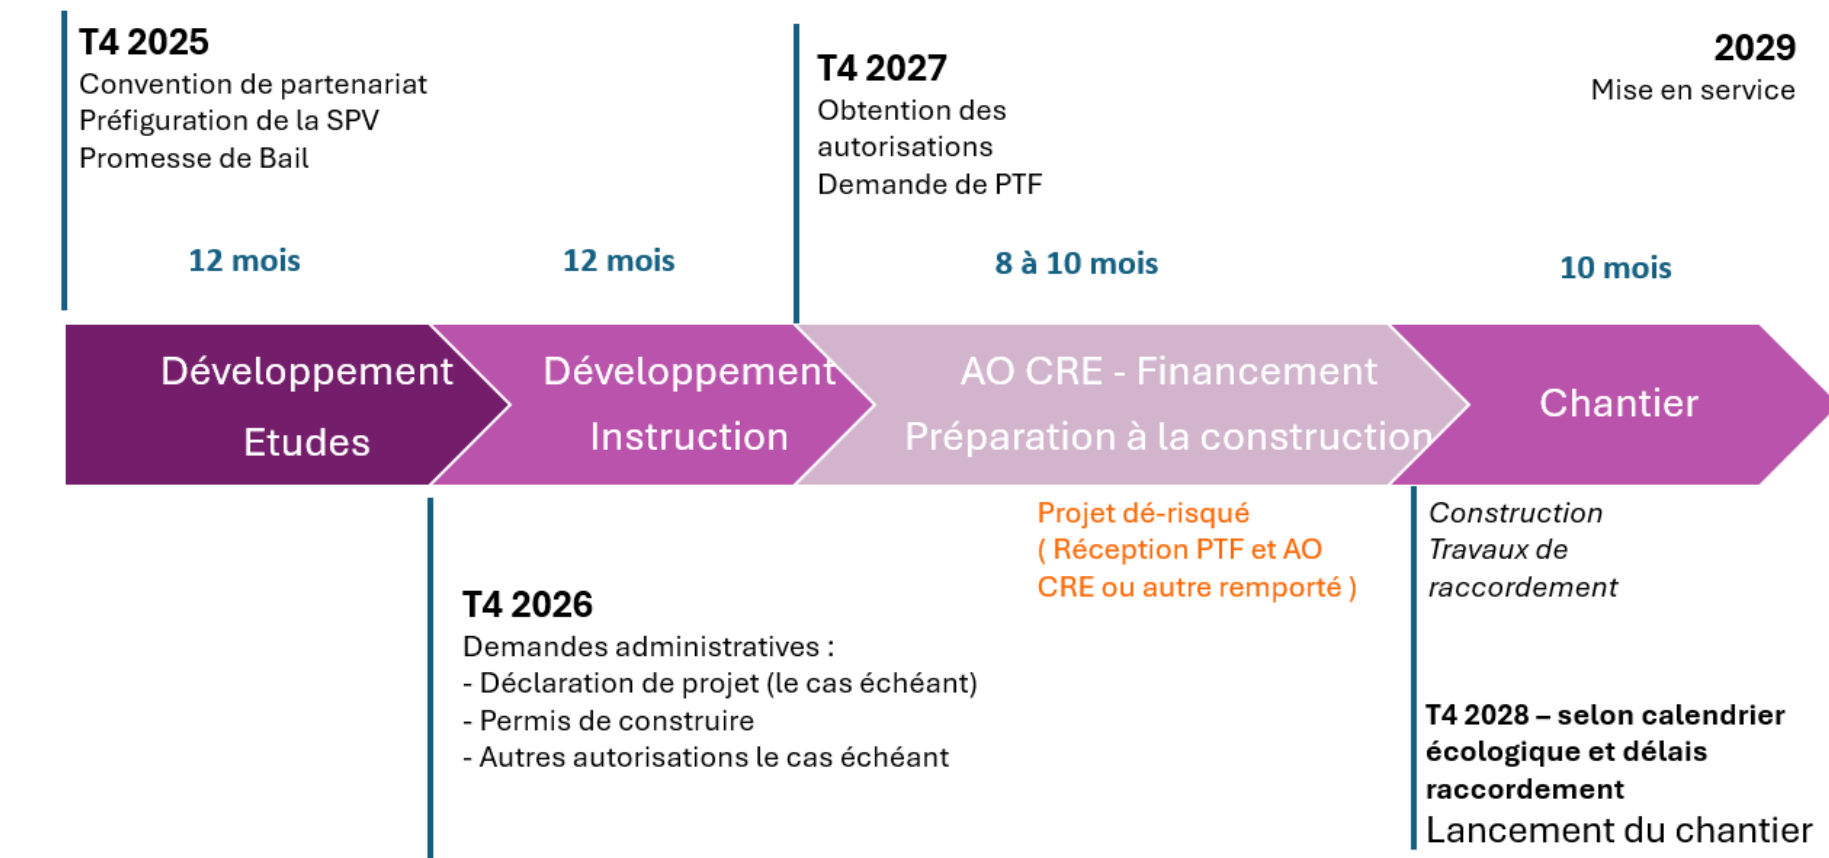 T4 2025
Convention de partenariat
Préfiguration de la SPV
Promesse de Bail
T4 2027
Obtention des
autorisations
Demande de PTF
2029
Mise en service
12 mois
12 mois
8 à 10 mois
10 mois
Développement
Etudes
Développement
Instruction
AO CRE - Financement
Préparation à la construction
Chantier
Projet dé-risqué
( Réception PTF et AO
CRE ou autre remporté )
Construction
Travaux de
raccordement
T4 2026
Demandes administratives :
- Déclaration de projet (le cas échéant)
- Permis de construire
- Autres autorisations le cas échéant
T4 2028 – selon calendrier
écologique et délais
raccordement
Lancement du chantier